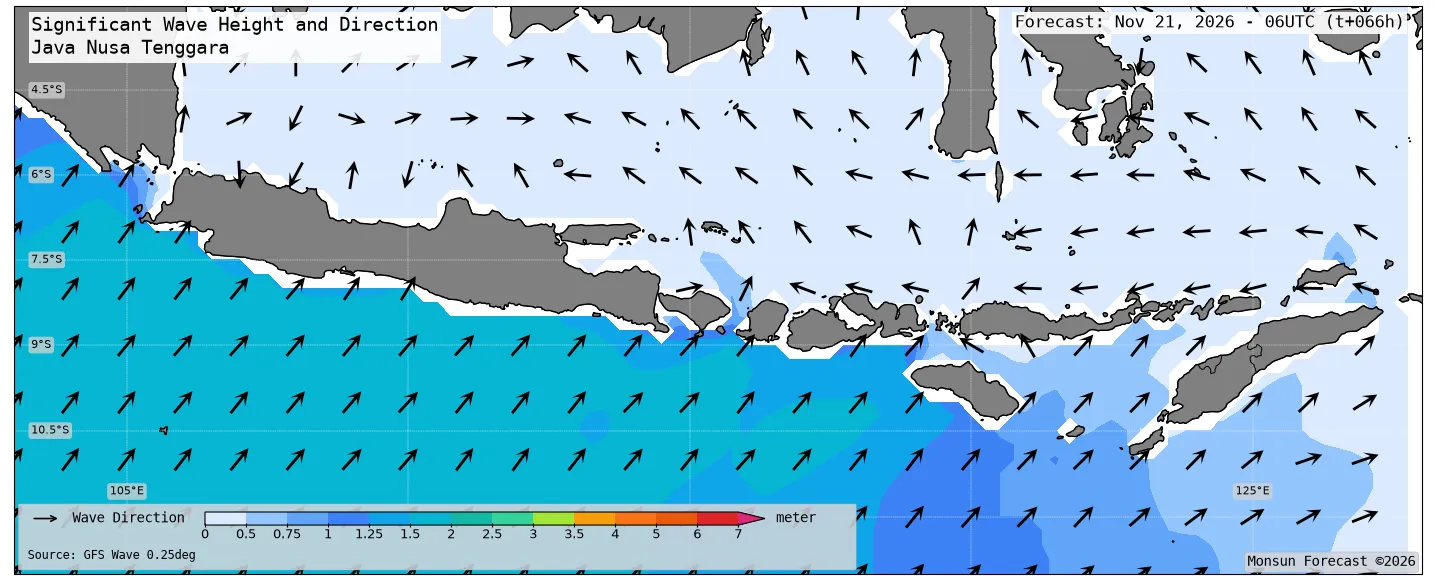 Significant Wave Height and Direction
Java Nusa Tenggara
Forecast: Nov 21, 2026 - 06UTC (t+066h)
4.5°S
6°S
7.5°S
9°S
10.5°S
105°E
125°E
Wave Direction
0 0.5 0.75 1 1.25 1.5 2 2.5 3 3.5 4 5 6 7
meter
Source: GFS Wave 0.25deg
Monsun Forecast ©2026